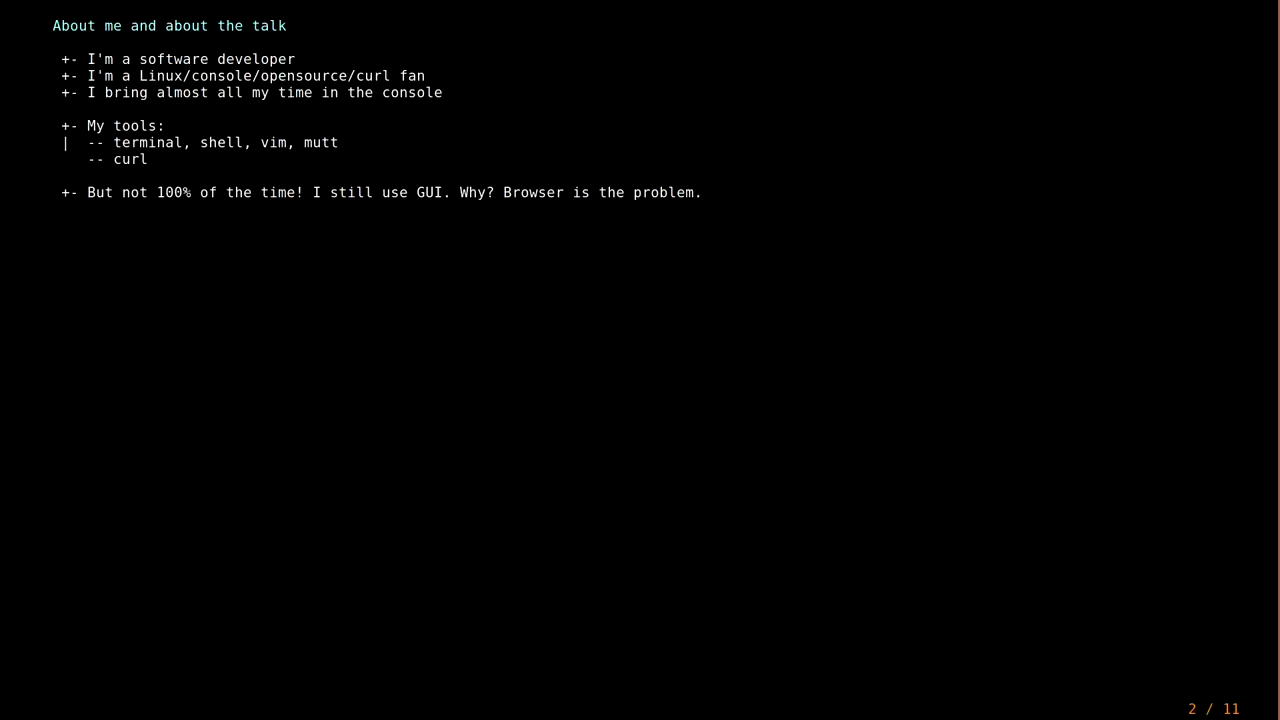 About me and about the talk
+- I'm a software developer
+- I'm a Linux/console/opensource/curl fan
+- I bring almost all my time in the console
+- My tools:
|  -- terminal, shell, vim, mutt
   -- curl
+- But not 100% of the time! I still use GUI. Why? Browser is the problem.
2 / 11